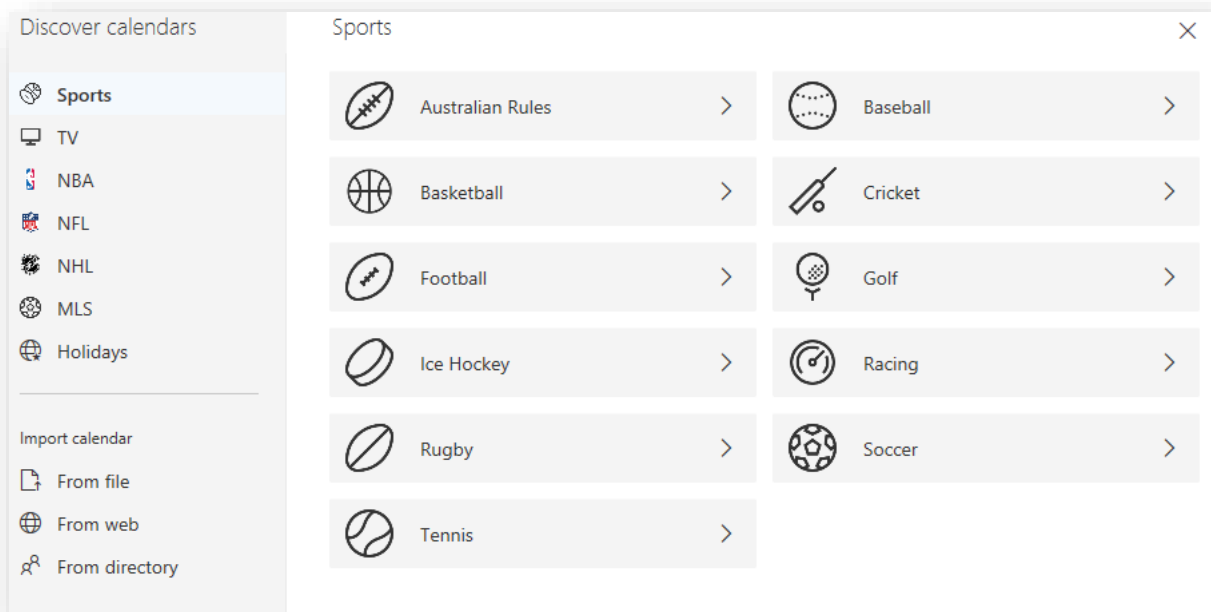 Discover calendars
Sports
TV
NBA
NFL
NHL
MLS
Holidays
Import calendar
From file
From web
From directory
Sports
Australian Rules
Baseball
Basketball
Cricket
Football
Golf
Ice Hockey
Racing
Rugby
Soccer
Tennis